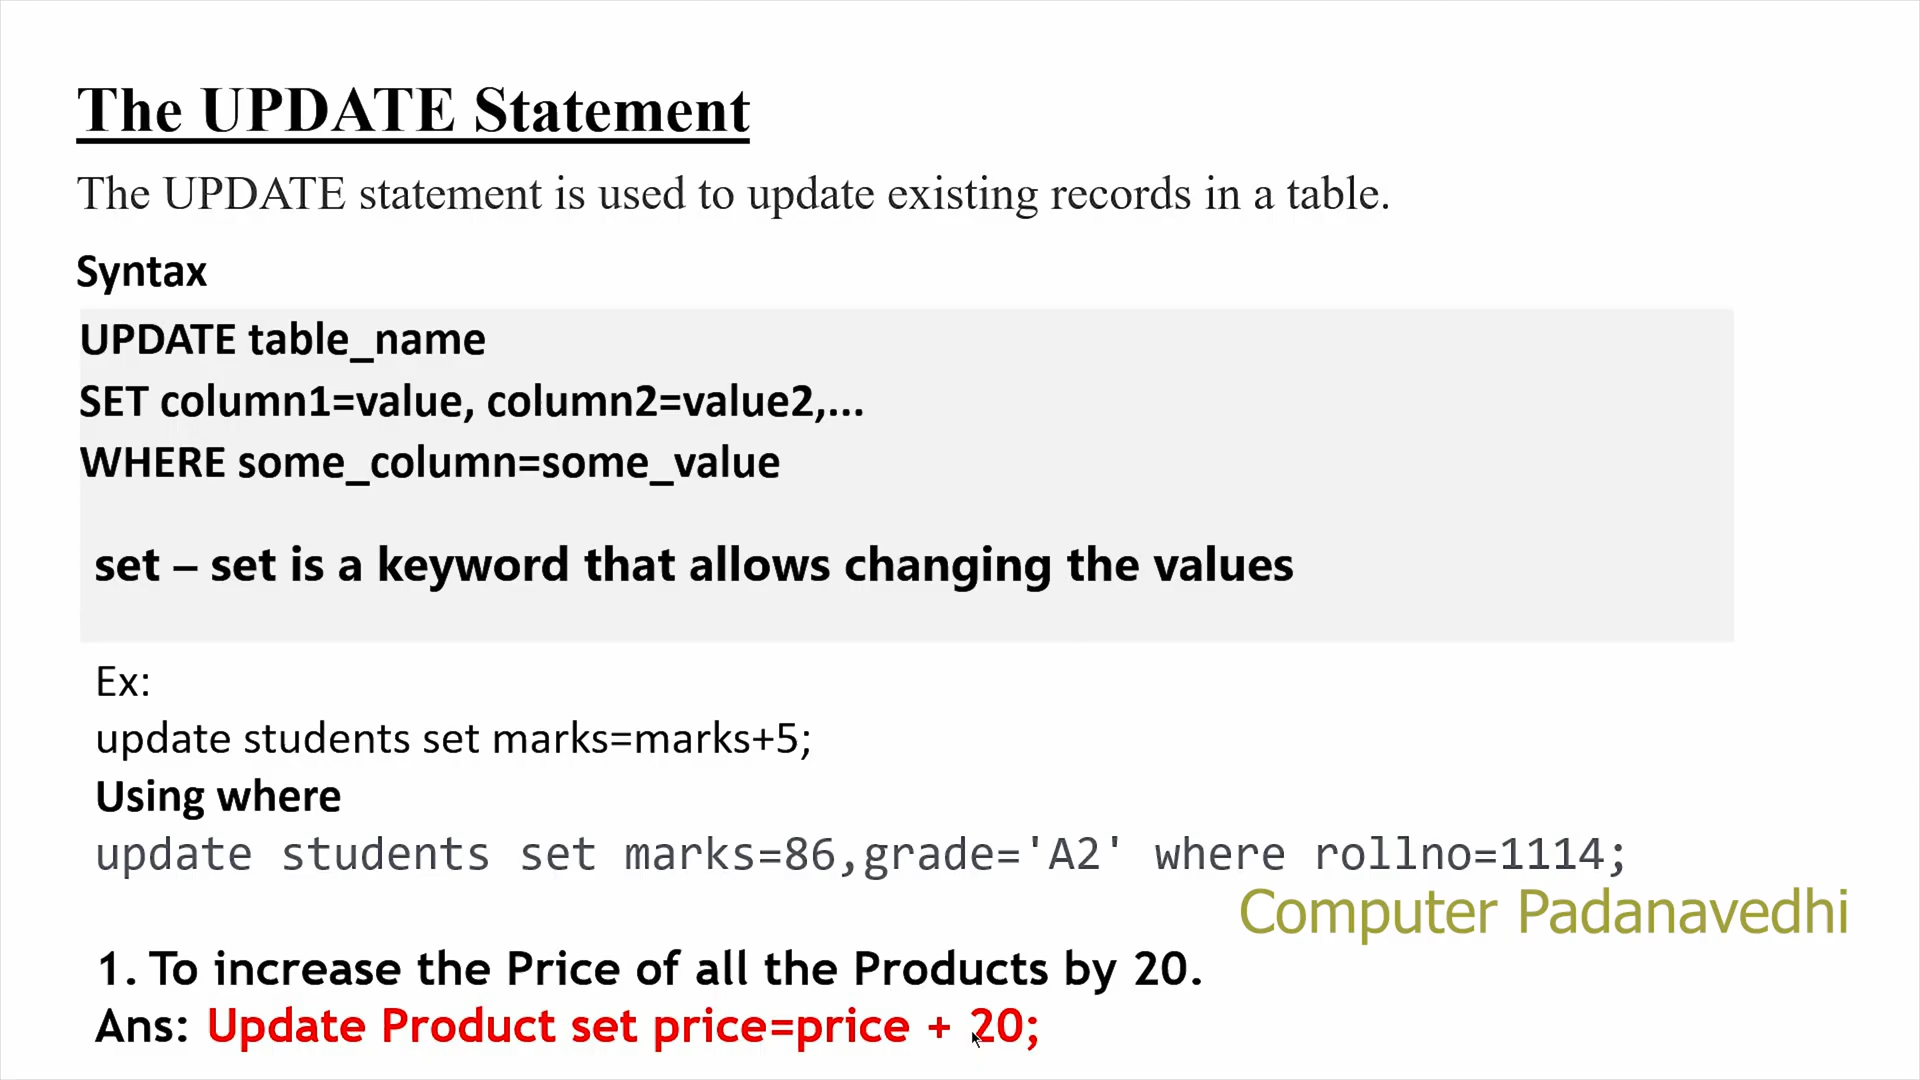 The UPDATE Statement
The UPDATE statement is used to update existing records in a table.
Syntax
UPDATE table_name
SET column1=value, column2=value2,...
WHERE some_column=some_value
set – set is a keyword that allows changing the values
Ex:
update students set marks=marks+5;
Using where
update students set marks=86,grade='A2' where rollno=1114;
Computer Padanavedhi
1. To increase the Price of all the Products by 20.
Ans: Update Product set price=price + 20;